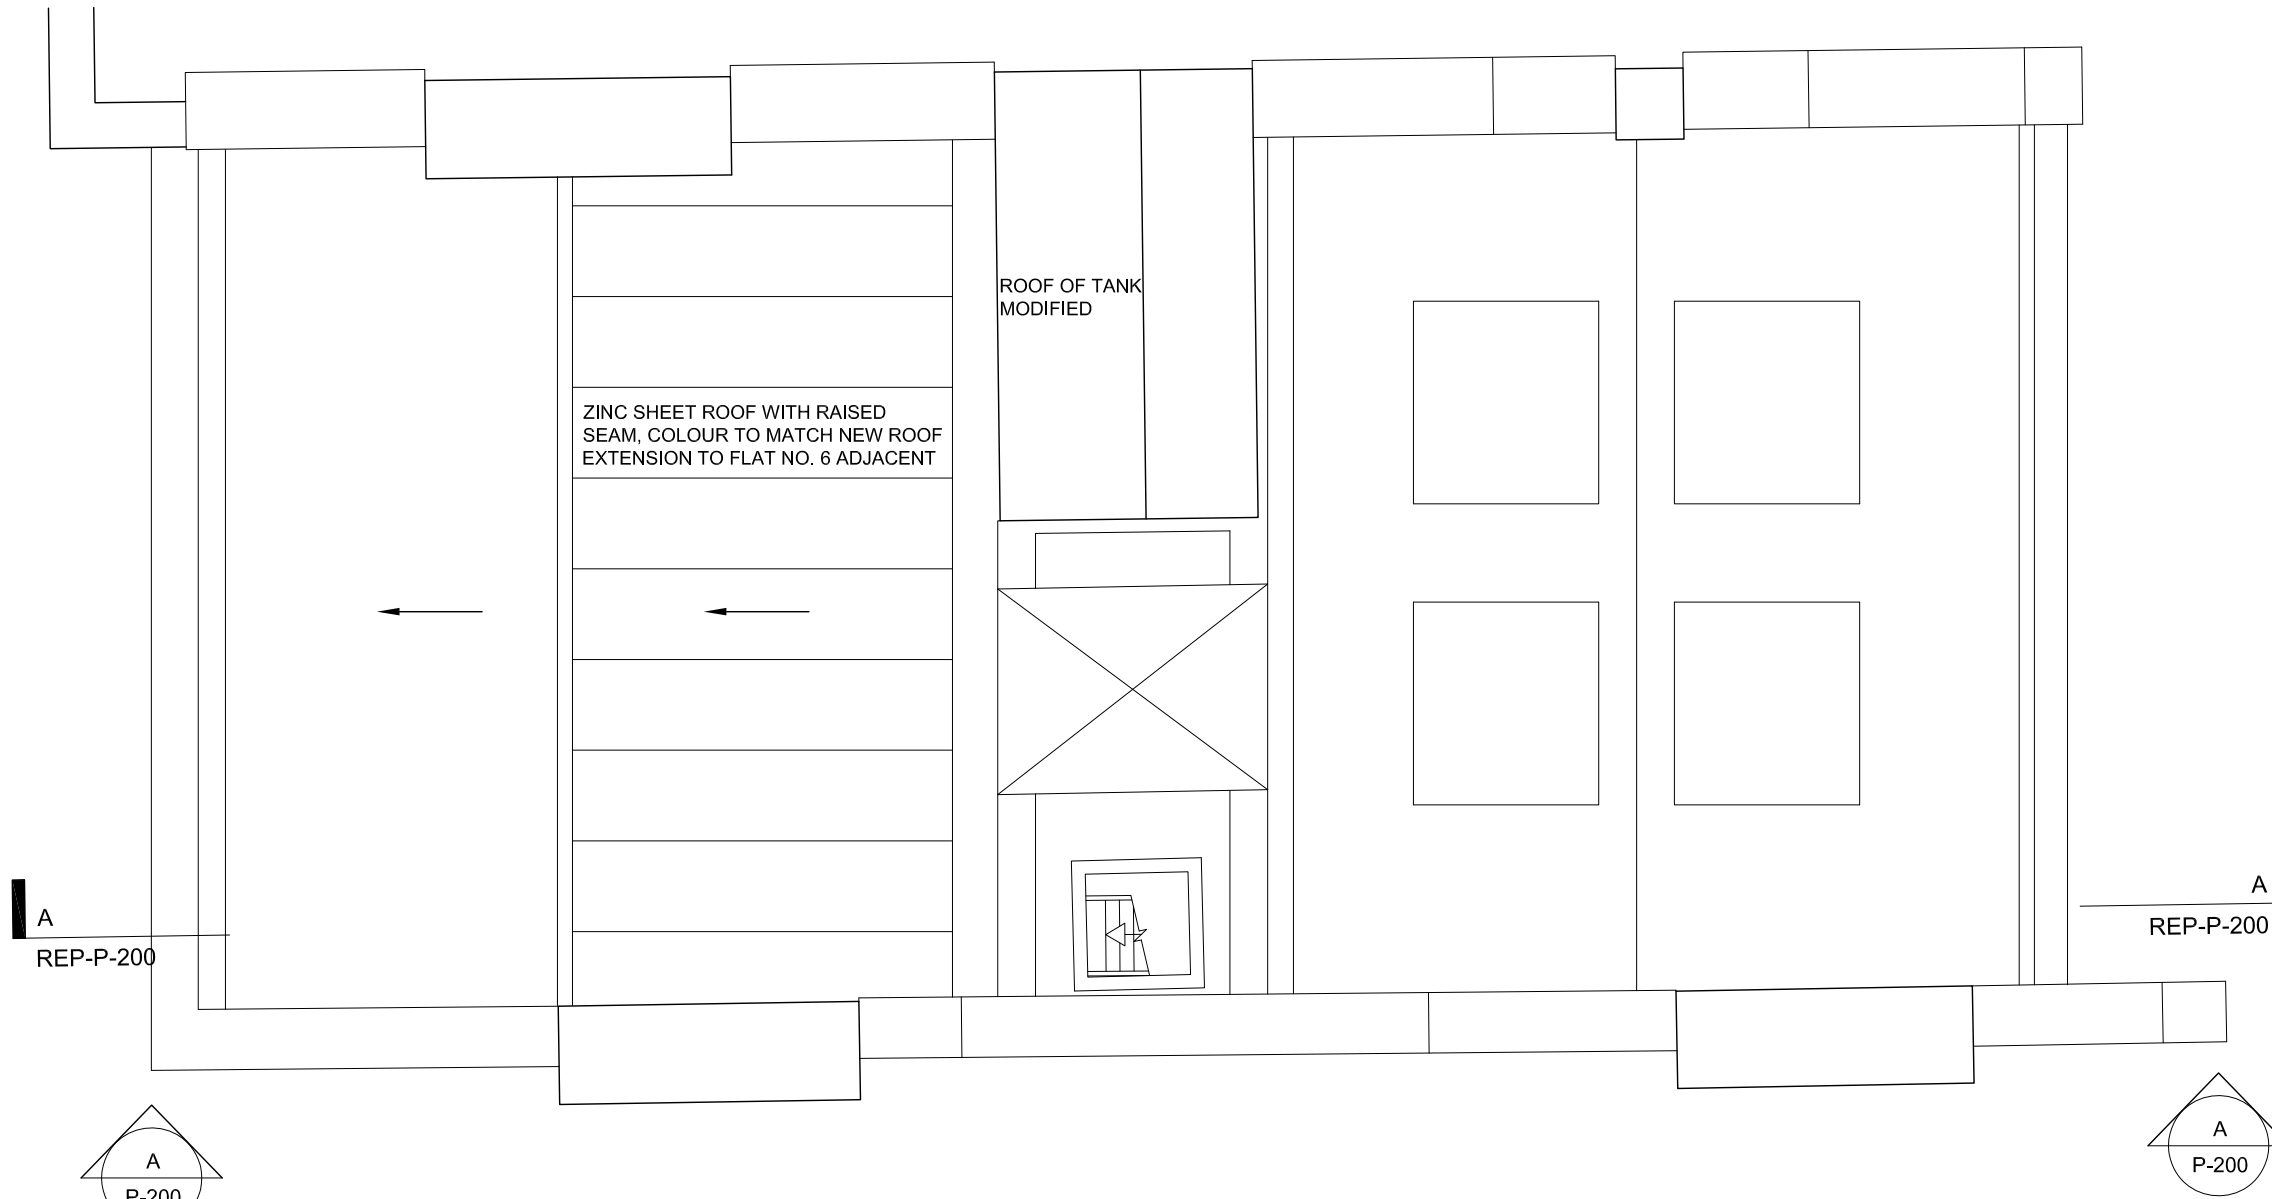 ROOF OF TANK
MODIFIED
ZINC SHEET ROOF WITH RAISED
SEAM, COLOUR TO MATCH NEW ROOF
EXTENSION TO FLAT NO. 6 ADJACENT
A
REP-P-200
A
REP-P-200
A
P-200
A
P-200